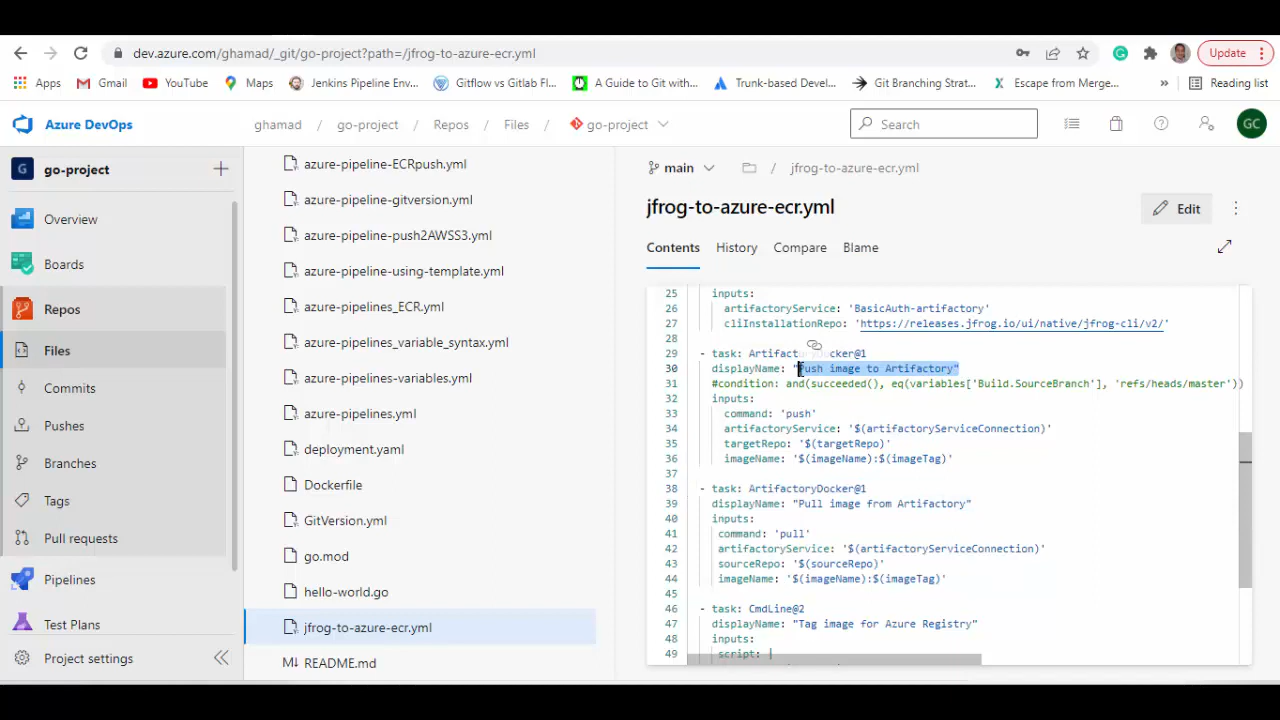 dev.azure.com/ghamad/_git/go-project?path=/jfrog-to-azure-ecr.yml
Update
Apps
Gmail
YouTube
Maps
Jenkins Pipeline Env...
Gitflow vs Gitlab Fl...
A Guide to Git with...
Trunk-based Devel...
Git Branching Strat...
Escape from Merge...
»
Reading list
Azure DevOps
ghamad / go-project / Repos / Files / go-project
Search
GC
G
go-project
Overview
Boards
Repos
Files
Commits
Pushes
Branches
Tags
Pull requests
Pipelines
Test Plans
Project settings
azure-pipeline-ECRpush.yml
azure-pipeline-gitversion.yml
azure-pipeline-push2AWSS3.yml
azure-pipeline-using-template.yml
azure-pipelines_ECR.yml
azure-pipelines_variable_syntax.yml
azure-pipelines-variables.yml
azure-pipelines.yml
deployment.yaml
Dockerfile
GitVersion.yml
go.mod
hello-world.go
jfrog-to-azure-ecr.yml
README.md
main
/ jfrog-to-azure-ecr.yml
jfrog-to-azure-ecr.yml
Edit
Contents
History
Compare
Blame
25 inputs:
26 artifactoryService: 'BasicAuth-artifactory'
27 cliInstallationRepo: 'https://releases.jfrog.io/ui/native/jfrog-cli/v2/'
28
29 - task: ArtifactoryDocker@1
30 displayName: "Push image to Artifactory"
31 #condition: and(succeeded(), eq(variables['Build.SourceBranch'], 'refs/heads/master'))
32 inputs:
33 command: 'push'
34 artifactoryService: '$(artifactoryServiceConnection)'
35 targetRepo: '$(targetRepo)'
36 imageName: '$(imageName):$(imageTag)'
37
38 - task: ArtifactoryDocker@1
39 displayName: "Pull image from Artifactory"
40 inputs:
41 command: 'pull'
42 artifactoryService: '$(artifactoryServiceConnection)'
43 sourceRepo: '$(sourceRepo)'
44 imageName: '$(imageName):$(imageTag)'
45
46 - task: CmdLine@2
47 displayName: "Tag image for Azure Registry"
48 inputs:
49 script: |